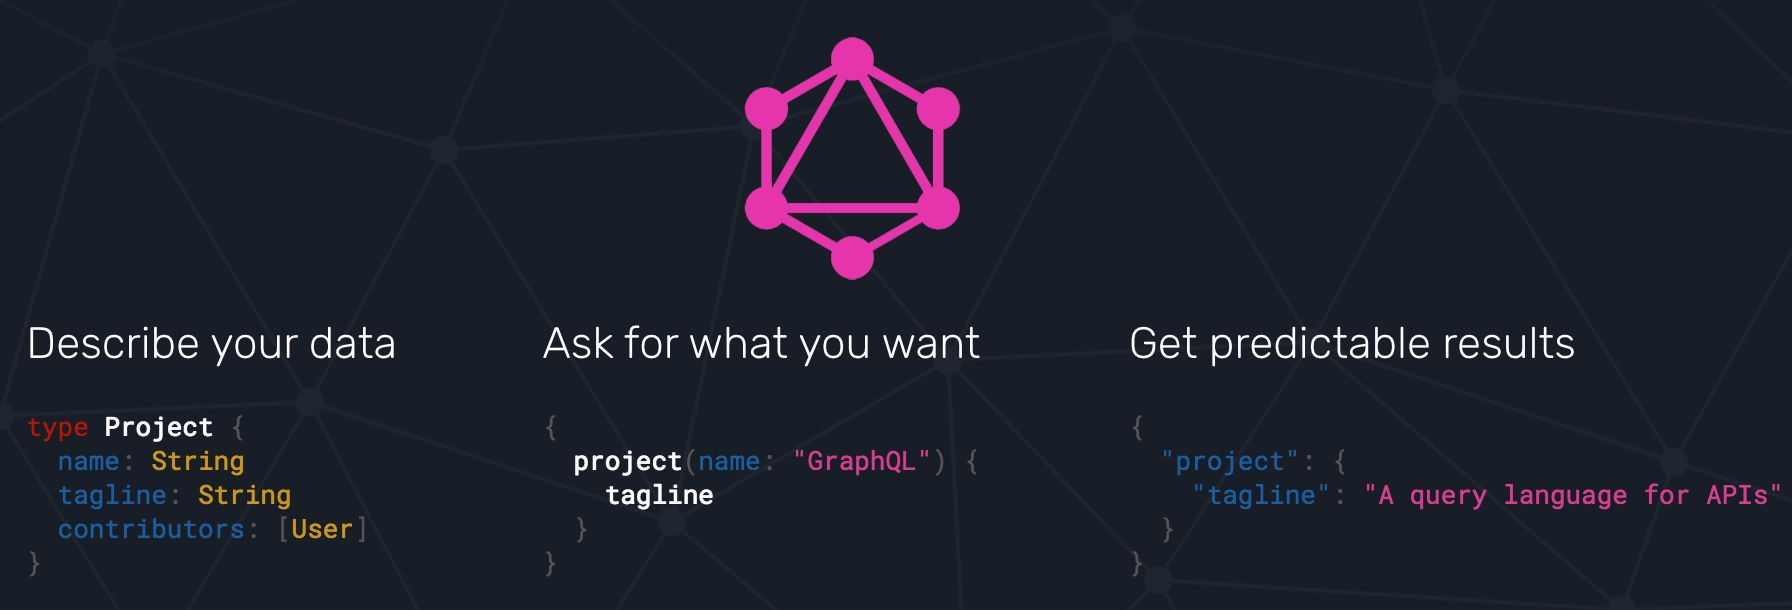 Describe your data
type Project {
  name: String
  tagline: String
  contributors: [User]
}
Ask for what you want
{
  project(name: "GraphQL") {
    tagline
  }
}
Get predictable results
{
  "project": {
    "tagline": "A query language for APIs"
  }
}